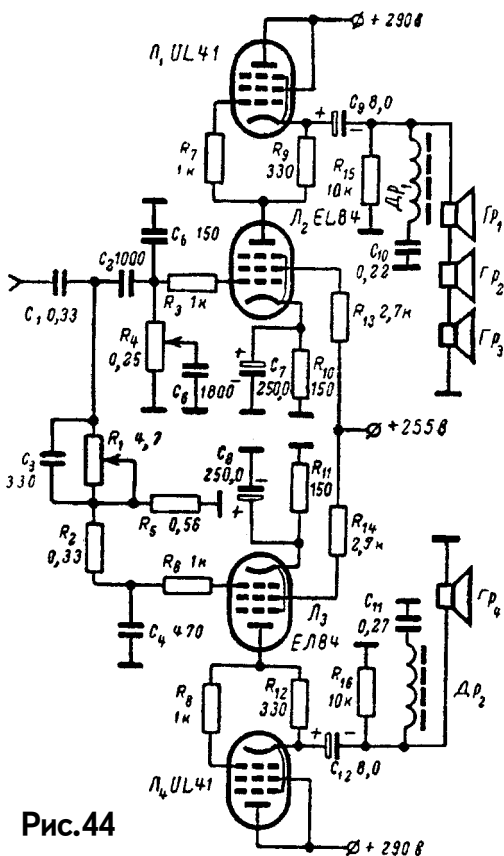 Л₁ UL41
+ 290В
R₇
1к
R₉
330
+ C₉ 8,0 −
R₁₅
10к
Др₁
C₁₀
0,22
Гр₁
Гр₂
Гр₃
Л₂ EL84
C₆ 150
C₂ 1000
C₁ 0,33
R₃ 1к
R₄
0,25
C₆
1800
+ C₇ −
250,0
R₁₀
150
R₁₃ 2,7к
+ 255В
C₃
330
R₁ 4,7
R₅ 0,56
R₂
0,33
C₈
250,0 − +
R₁₁
150
R₁₄
2,7к
R₆ 1к
C₄ 470
Л₃
ЕЛ84
R₈
1к
R₁₂
330
+ −
C₁₂ 8,0
R₁₆
10к
C₁₁
0,27
Др₂
Гр₄
Л₄ UL41
+ 290В
Рис.44